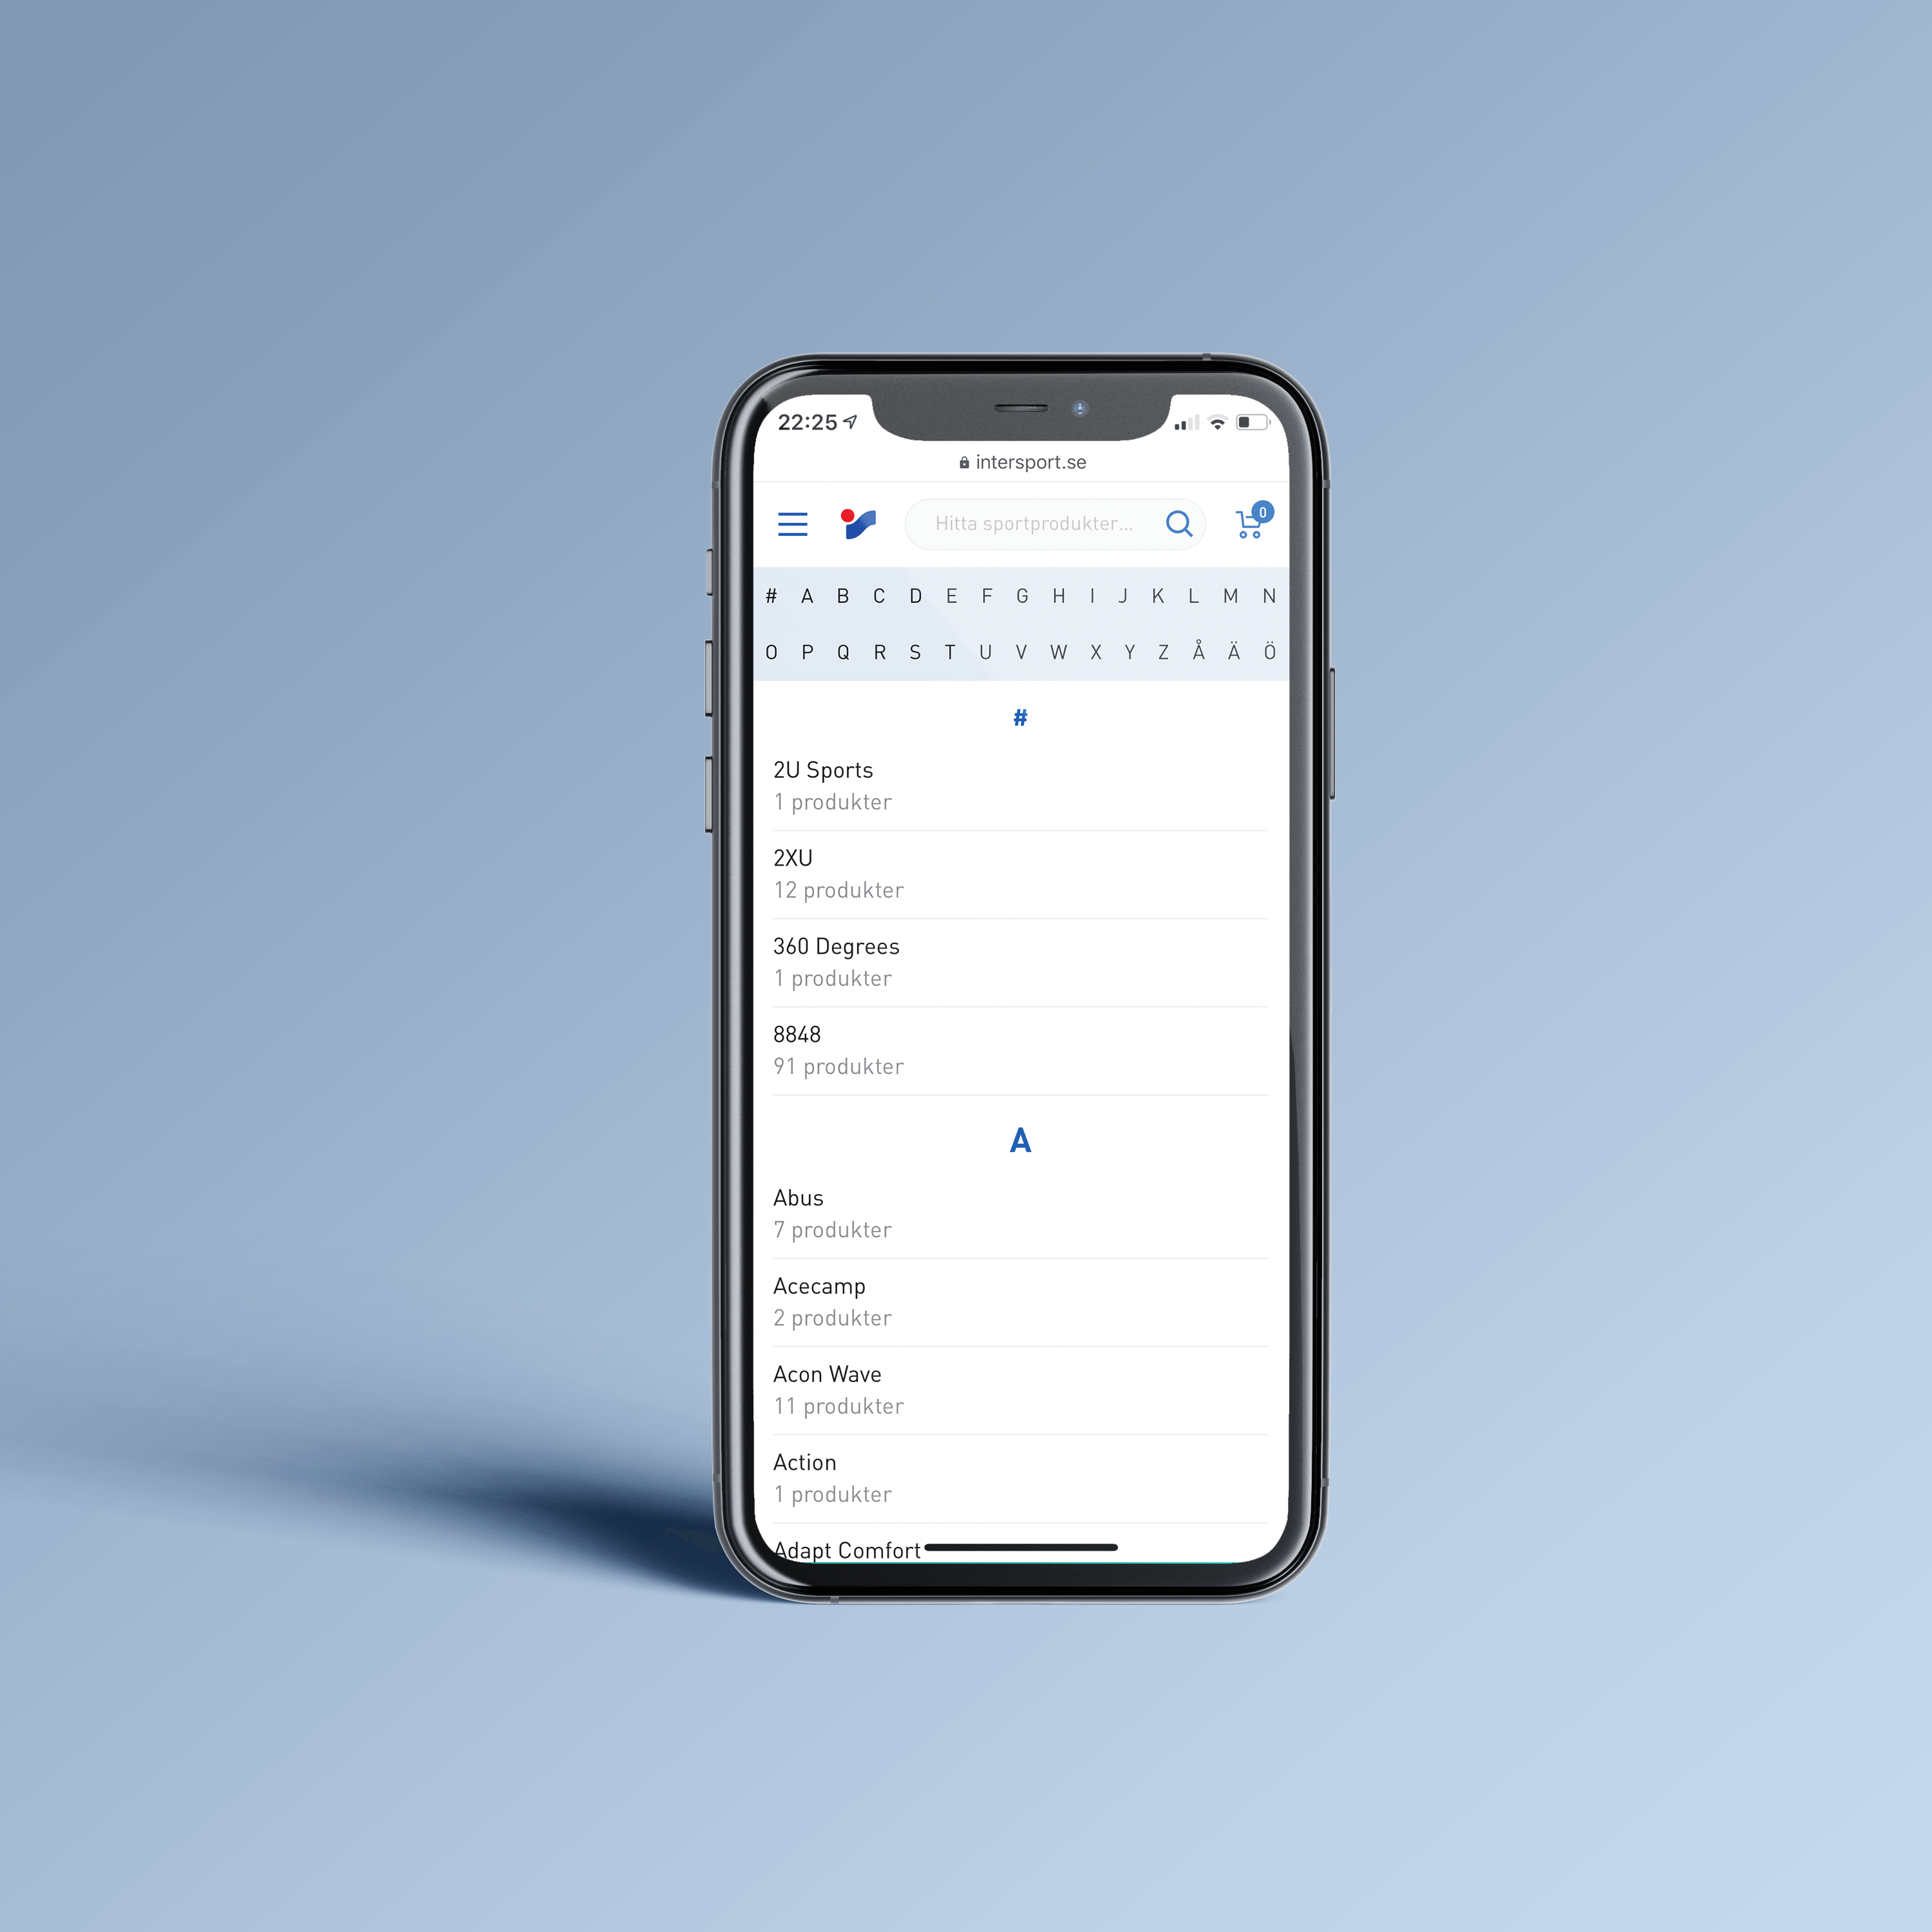 22:25
intersport.se
Hitta sportprodukter...
0
# A B C D E F G H I J K L M N
O P Q R S T U V W X Y Z Å Ä Ö
#
2U Sports
1 produkter
2XU
12 produkter
360 Degrees
1 produkter
8848
91 produkter
A
Abus
7 produkter
Acecamp
2 produkter
Acon Wave
11 produkter
Action
1 produkter
Adapt Comfort